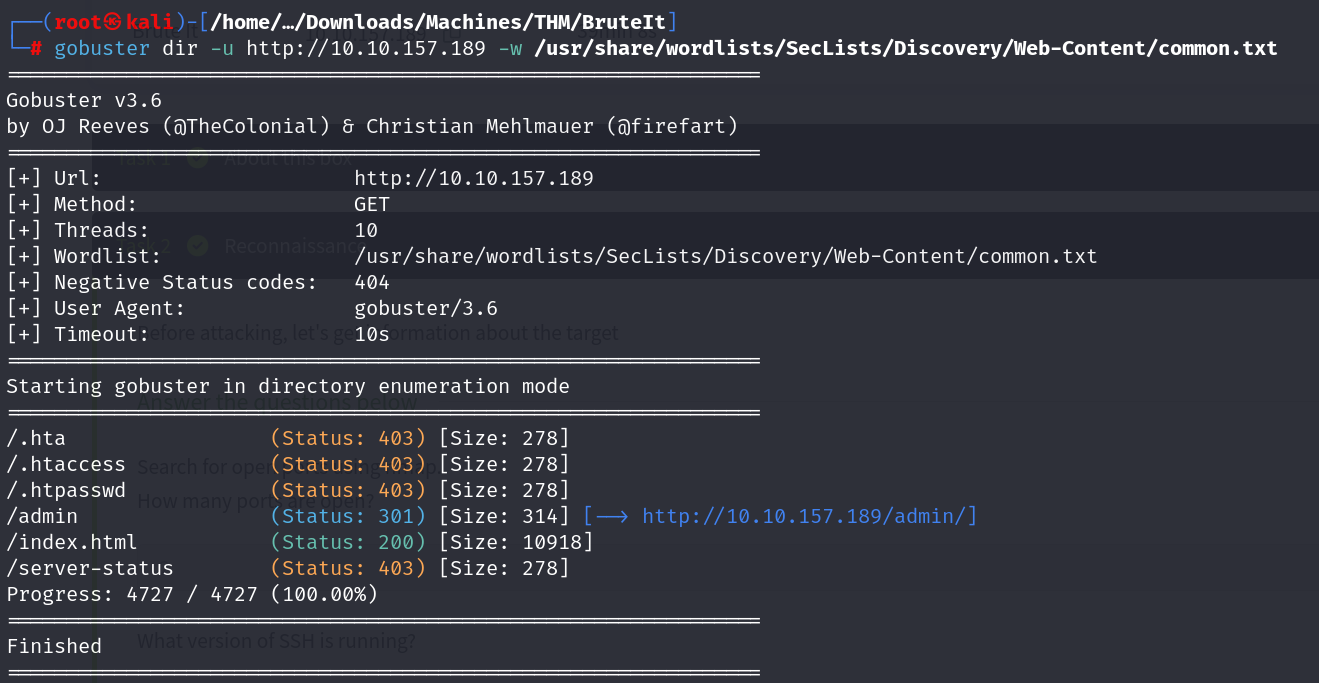 ┌──(root㉿kali)-[/home/…/Downloads/Machines/THM/BruteIt]
└─# gobuster dir -u http://10.10.157.189 -w /usr/share/wordlists/SecLists/Discovery/Web-Content/common.txt
===============================================================
Gobuster v3.6
by OJ Reeves (@TheColonial) & Christian Mehlmauer (@firefart)
===============================================================
About this box
[+] Url:                     http://10.10.157.189
[+] Method:                  GET
[+] Threads:                 10
Task 2 Reconnaissance
[+] Wordlist:                /usr/share/wordlists/SecLists/Discovery/Web-Content/common.txt
[+] Negative Status codes:   404
[+] User Agent:              gobuster/3.6
[+] Timeout:                 10s
Before attacking, let's get information about the target
===============================================================
Starting gobuster in directory enumeration mode
Answer the questions below
===============================================================
/.hta                 (Status: 403) [Size: 278]
/.htaccess            (Status: 403) [Size: 278]
Search for open
/.htpasswd            (Status: 403) [Size: 278]
How many ports are open?
/admin                (Status: 301) [Size: 314] [--> http://10.10.157.189/admin/]
/index.html           (Status: 200) [Size: 10918]
/server-status        (Status: 403) [Size: 278]
Progress: 4727 / 4727 (100.00%)
===============================================================
What version of SSH is running?
Finished
===============================================================